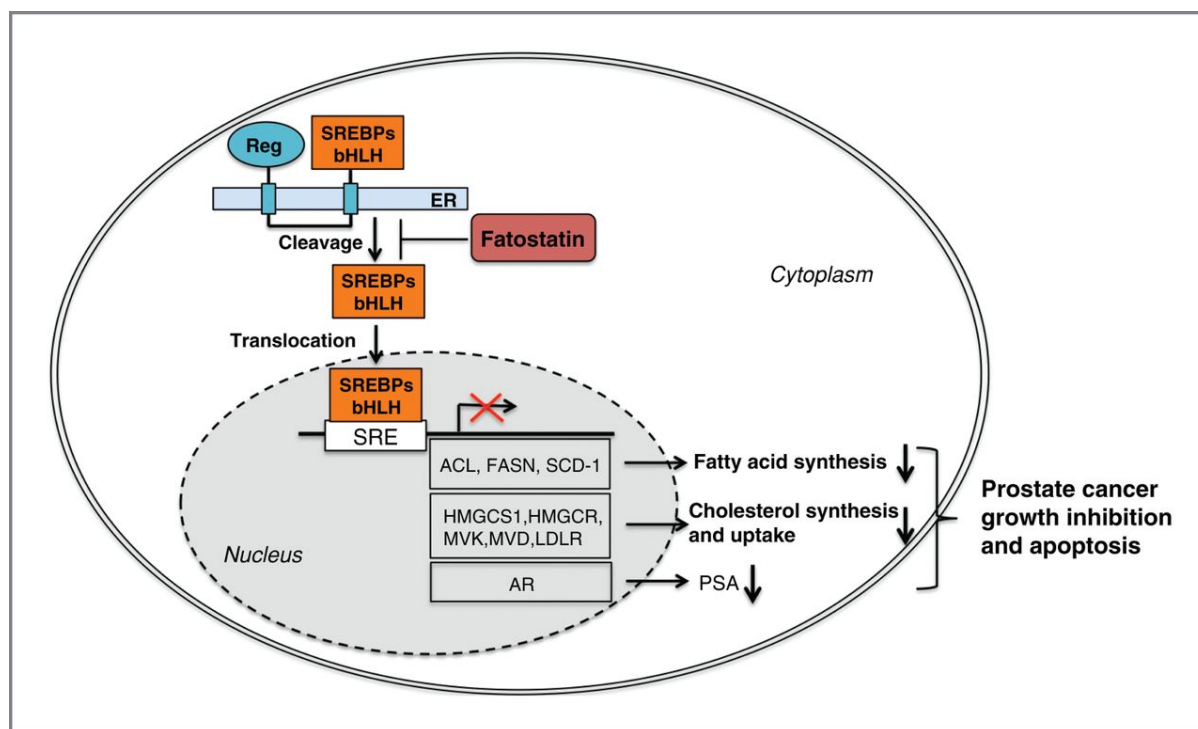 Reg
SREBPs
bHLH
ER
Cleavage
Fatostatin
SREBPs
bHLH
Cytoplasm
Translocation
SREBPs
bHLH
SRE
ACL, FASN, SCD-1
Fatty acid synthesis
HMGCS1,HMGCR,
MVK,MVD,LDLR
Cholesterol synthesis
and uptake
Prostate cancer
growth inhibition
and apoptosis
Nucleus
AR
PSA